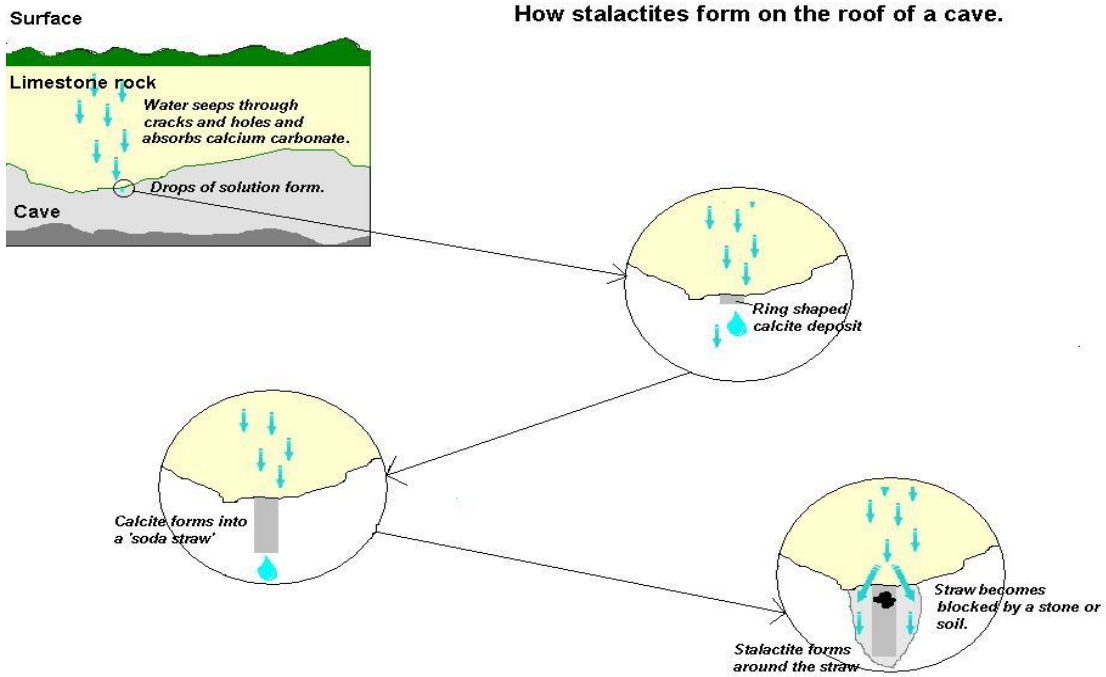 How stalactites form on the roof of a cave.
Surface
Limestone rock
Water seeps through
cracks and holes and
absorbs calcium carbonate.
Drops of solution form.
Cave
Ring shaped
calcite deposit
Calcite forms into
a 'soda straw'
Straw becomes
blocked by a stone or
soil.
Stalactite forms
around the straw